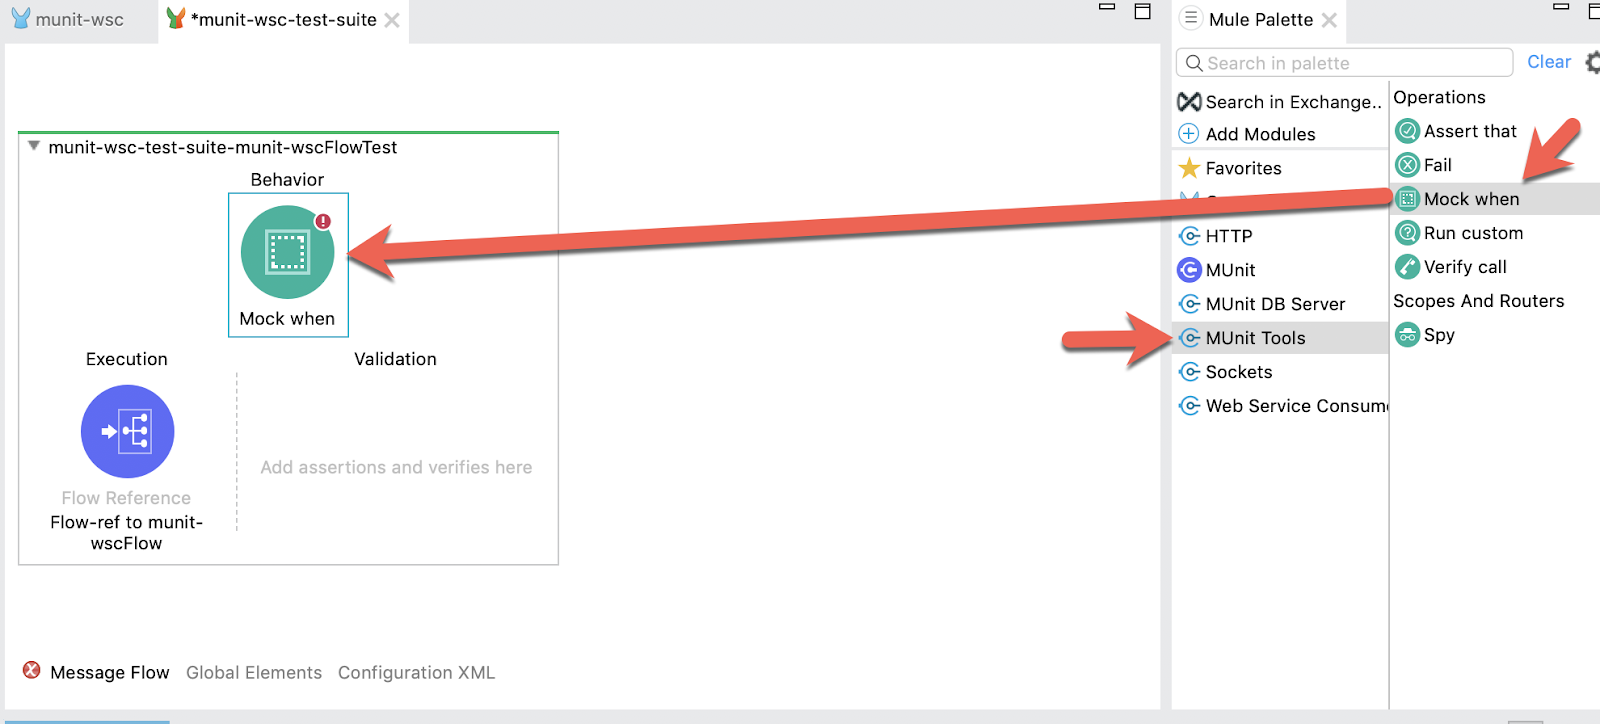 munit-wsc
*munit-wsc-test-suite
munit-wsc-test-suite-munit-wscFlowTest
Behavior
Mock when
Execution
Validation
Add assertions and verifies here
Flow Reference
Flow-ref to munit-
wscFlow
Message Flow
Global Elements
Configuration XML
Mule Palette
Search in palette
Clear
Search in Exchange..
Add Modules
Favorites
HTTP
MUnit
MUnit DB Server
MUnit Tools
Sockets
Web Service Consum
Operations
Assert that
Fail
Mock when
Run custom
Verify call
Scopes And Routers
Spy